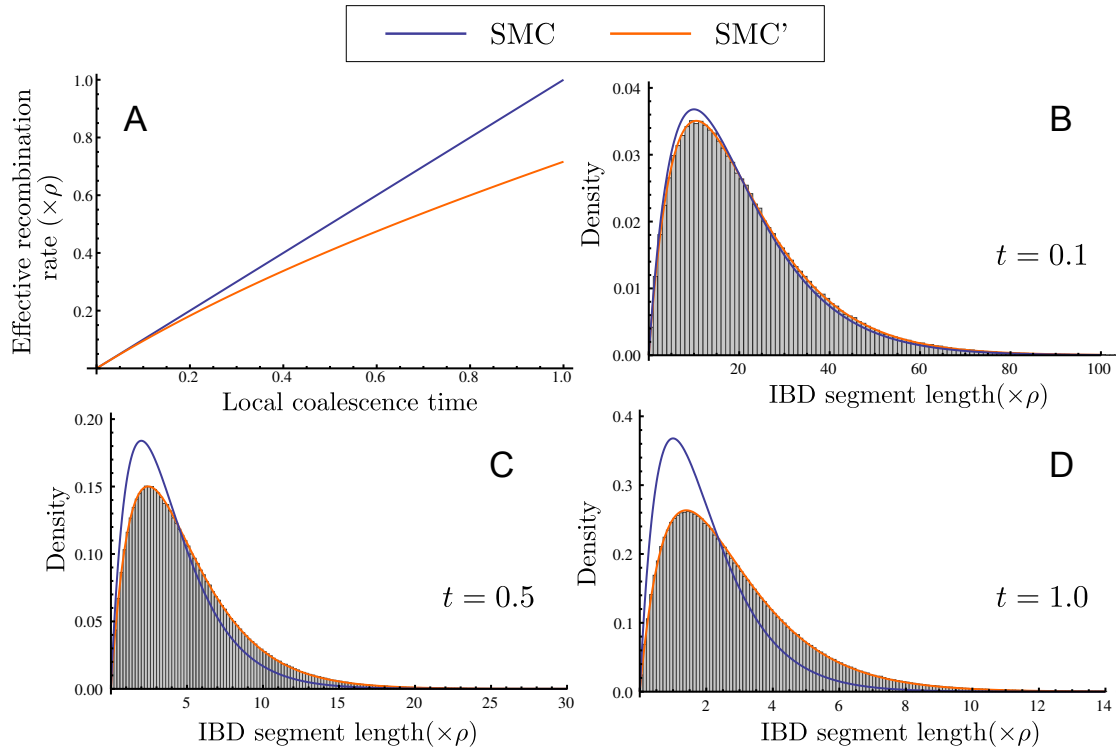 SMC SMC'
A
Effective recombination
rate (×ρ)
1.0
0.8
0.6
0.4
0.2
0.2 0.4 0.6 0.8 1.0
Local coalescence time
B
Density
0.04
0.03
0.02
0.01
0.00
t = 0.1
20 40 60 80 100
IBD segment length(×ρ)
C
Density
0.20
0.15
0.10
0.05
0.00
t = 0.5
5 10 15 20 25 30
IBD segment length(×ρ)
D
Density
0.4
0.3
0.2
0.1
0.0
t = 1.0
2 4 6 8 10 12 14
IBD segment length(×ρ)